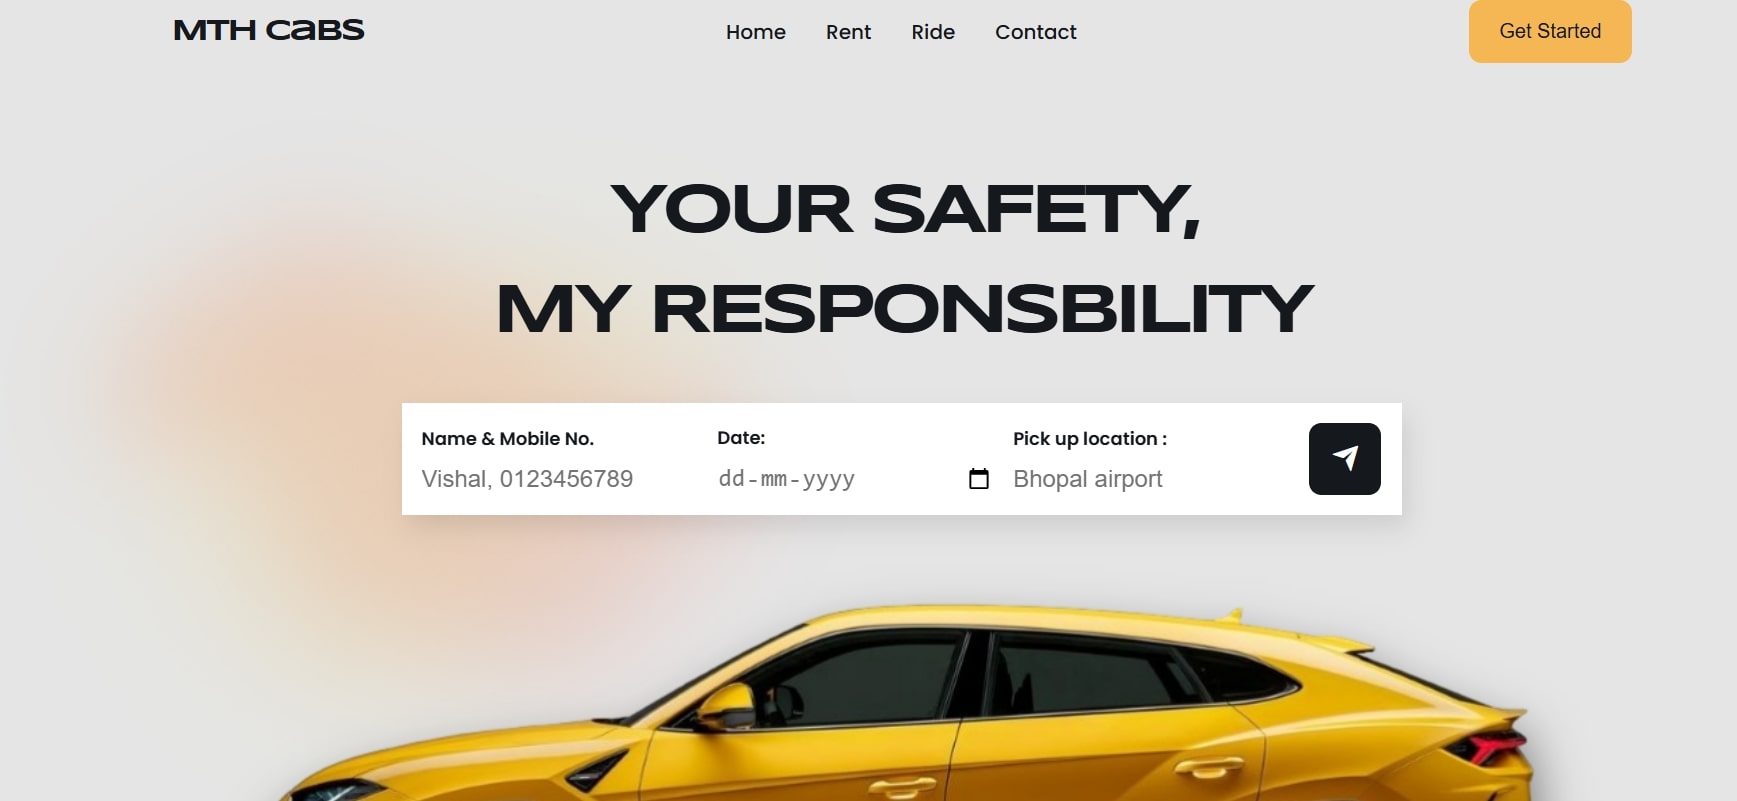 MTH CaBS
Home Rent Ride Contact
Get Started
YOUR SAFETY,
MY RESPONSBILITY
Name & Mobile No.
Vishal, 0123456789
Date:
dd-mm-yyyy
Pick up location :
Bhopal airport